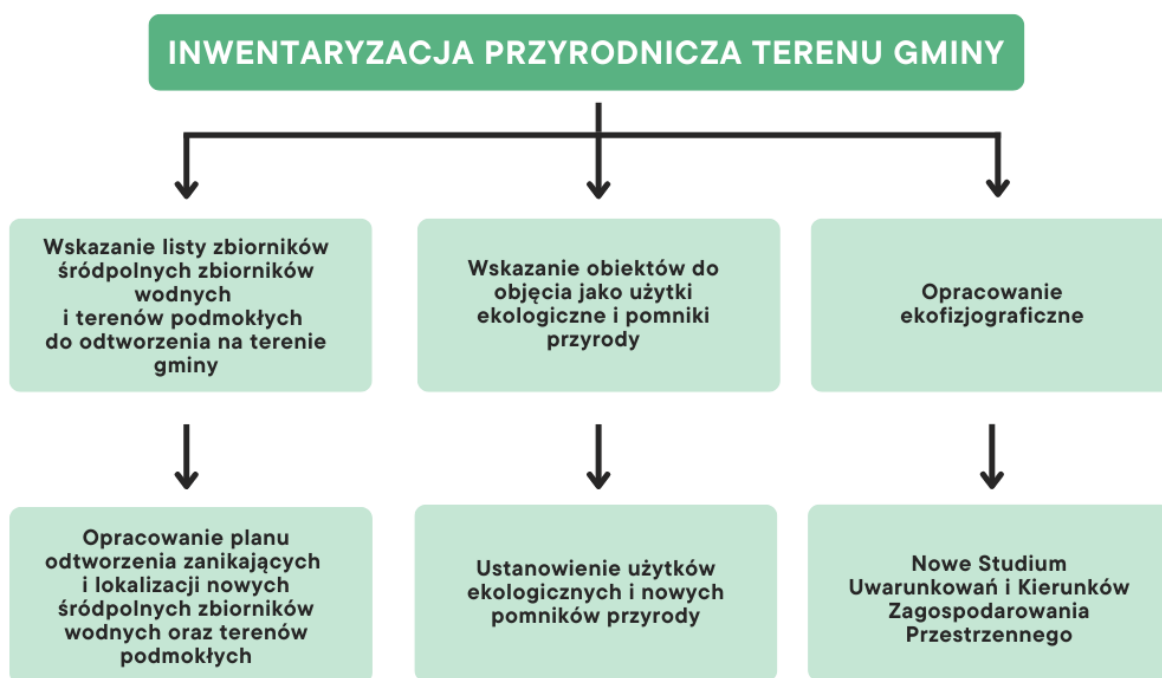 INWENTARYZACJA PRZYRODNICZA TERENU GMINY
Wskazanie listy zbiorników
śródpolnych zbiorników
wodnych
i terenów podmokłych
do odtworzenia na terenie
gminy
Wskazanie obiektów do
objęcia jako użytki
ekologiczne i pomniki
przyrody
Opracowanie
ekofizjograficzne
Opracowanie planu
odtworzenia zanikających
i lokalizacji nowych
śródpolnych zbiorników
wodnych oraz terenów
podmokłych
Ustanowienie użytków
ekologicznych i nowych
pomników przyrody
Nowe Studium
Uwarunkowań i Kierunków
Zagospodarowania
Przestrzennego